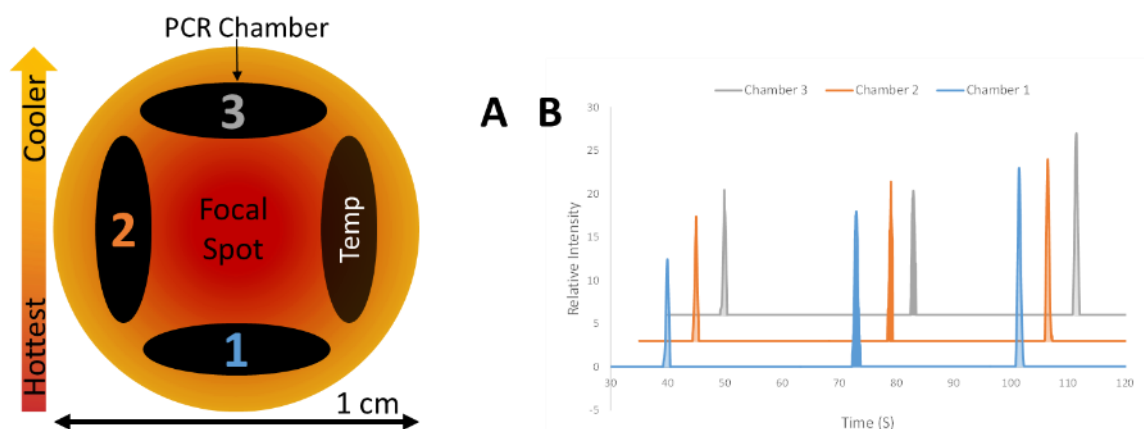 PCR Chamber
Cooler
Hottest
3
2
Focal
Spot
Temp
1
1 cm
A B
Chamber 3 Chamber 2 Chamber 1
Relative Intensity
30
25
20
15
10
5
0
-5
30 40 50 60 70 80 90 100 110 120
Time (S)